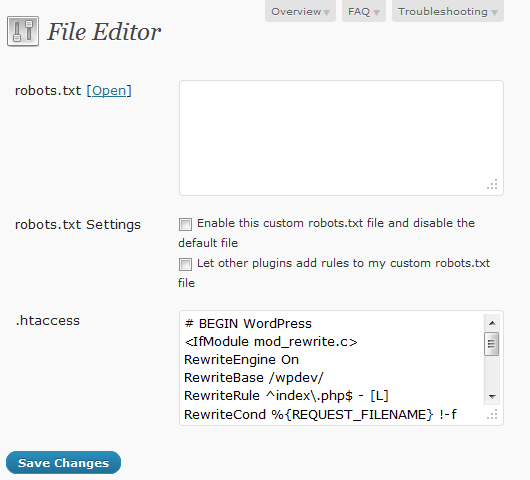 Overview FAQ Troubleshooting
File Editor
robots.txt [Open]
robots.txt Settings
Enable this custom robots.txt file and disable the
default file
Let other plugins add rules to my custom robots.txt
file
.htaccess
# BEGIN WordPress
<IfModule mod_rewrite.c>
RewriteEngine On
RewriteBase /wpdev/
RewriteRule ^index\.php$ - [L]
RewriteCond %{REQUEST_FILENAME} !-f
Save Changes